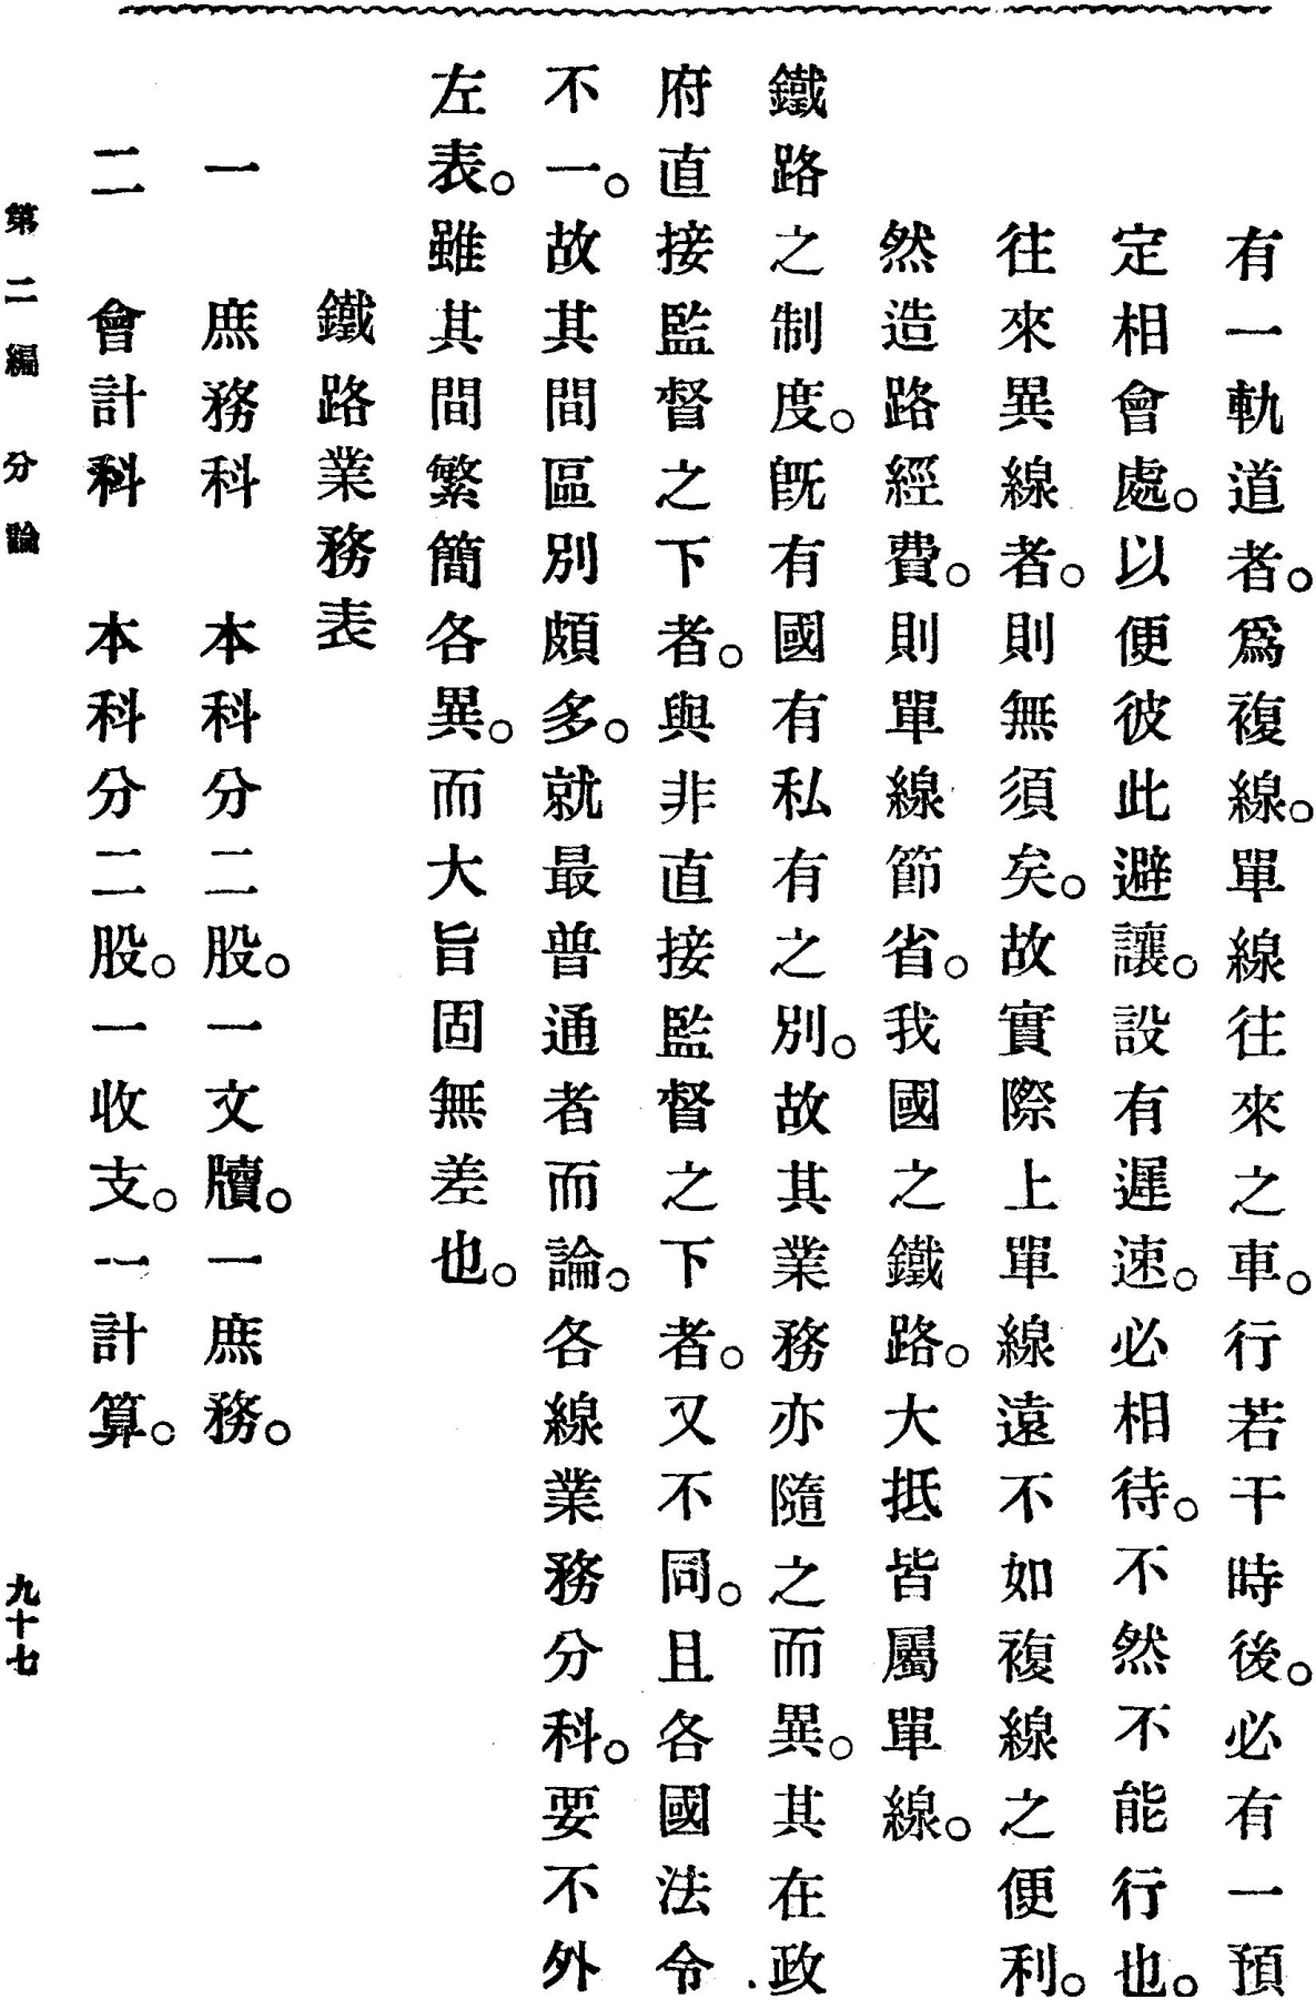 有一軌道者。爲複線。單線往來之車。行若干時後。必有一預
定相會處。以便彼此避讓。設有遲速。必相待。不然不能行也。
往來異線者。則無須矣。故實際上單線遠不如複線之便利。
然造路經費。則單線節省。我國之鐵路。大抵皆屬單線。
鐵路之制度。旣有國有私有之別。故其業務亦隨之而異。其在政
府直接監督之下者。與非直接監督之下者。又不同。且各國法令
不一。故其間區別頗多。就最普通者而論。各線業務分科。要不外
左表。雖其間繁簡各異。而大旨固無差也。
鐵路業務表
一　庶務科　本科分二股。一文牘。一庶務。
二　會計科　本科分二股。一收支。一計算。
第二編　分論
九十七